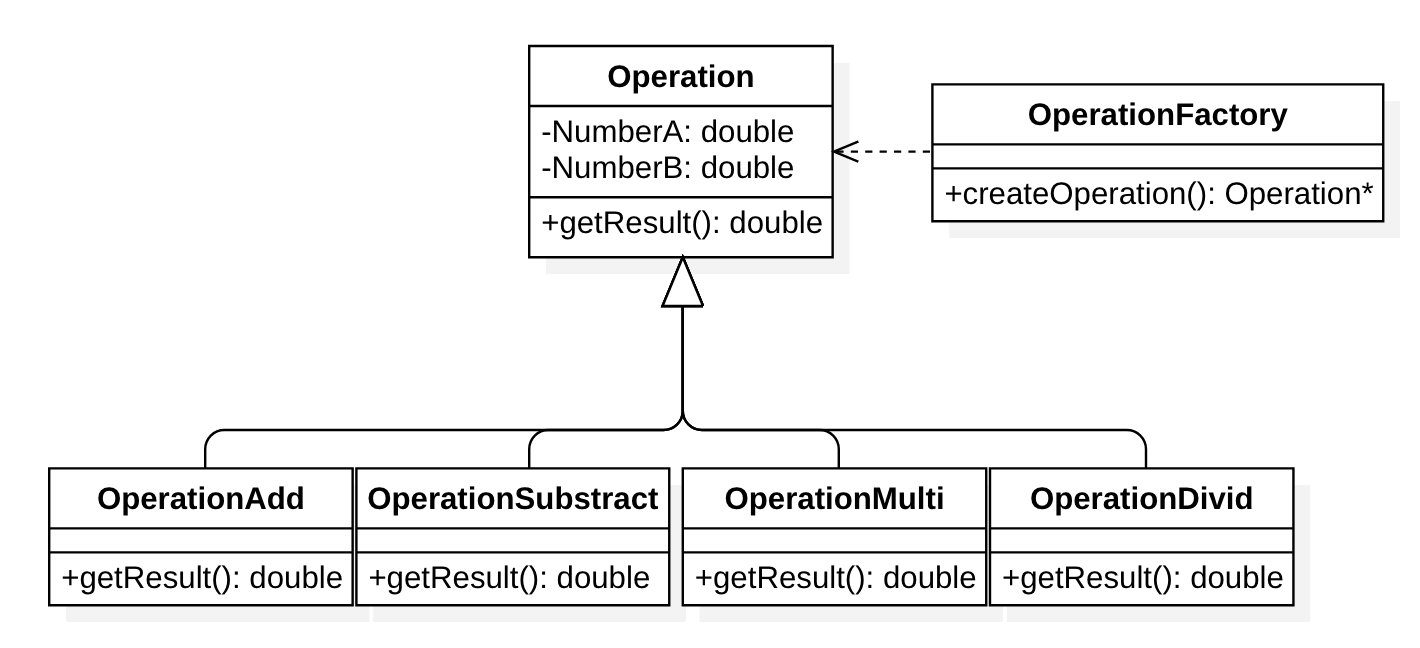 Operation
-NumberA: double
-NumberB: double
+getResult(): double
OperationFactory
+createOperation(): Operation*
OperationAdd
+getResult(): double
OperationSubstract
+getResult(): double
OperationMulti
+getResult(): double
OperationDivid
+getResult(): double